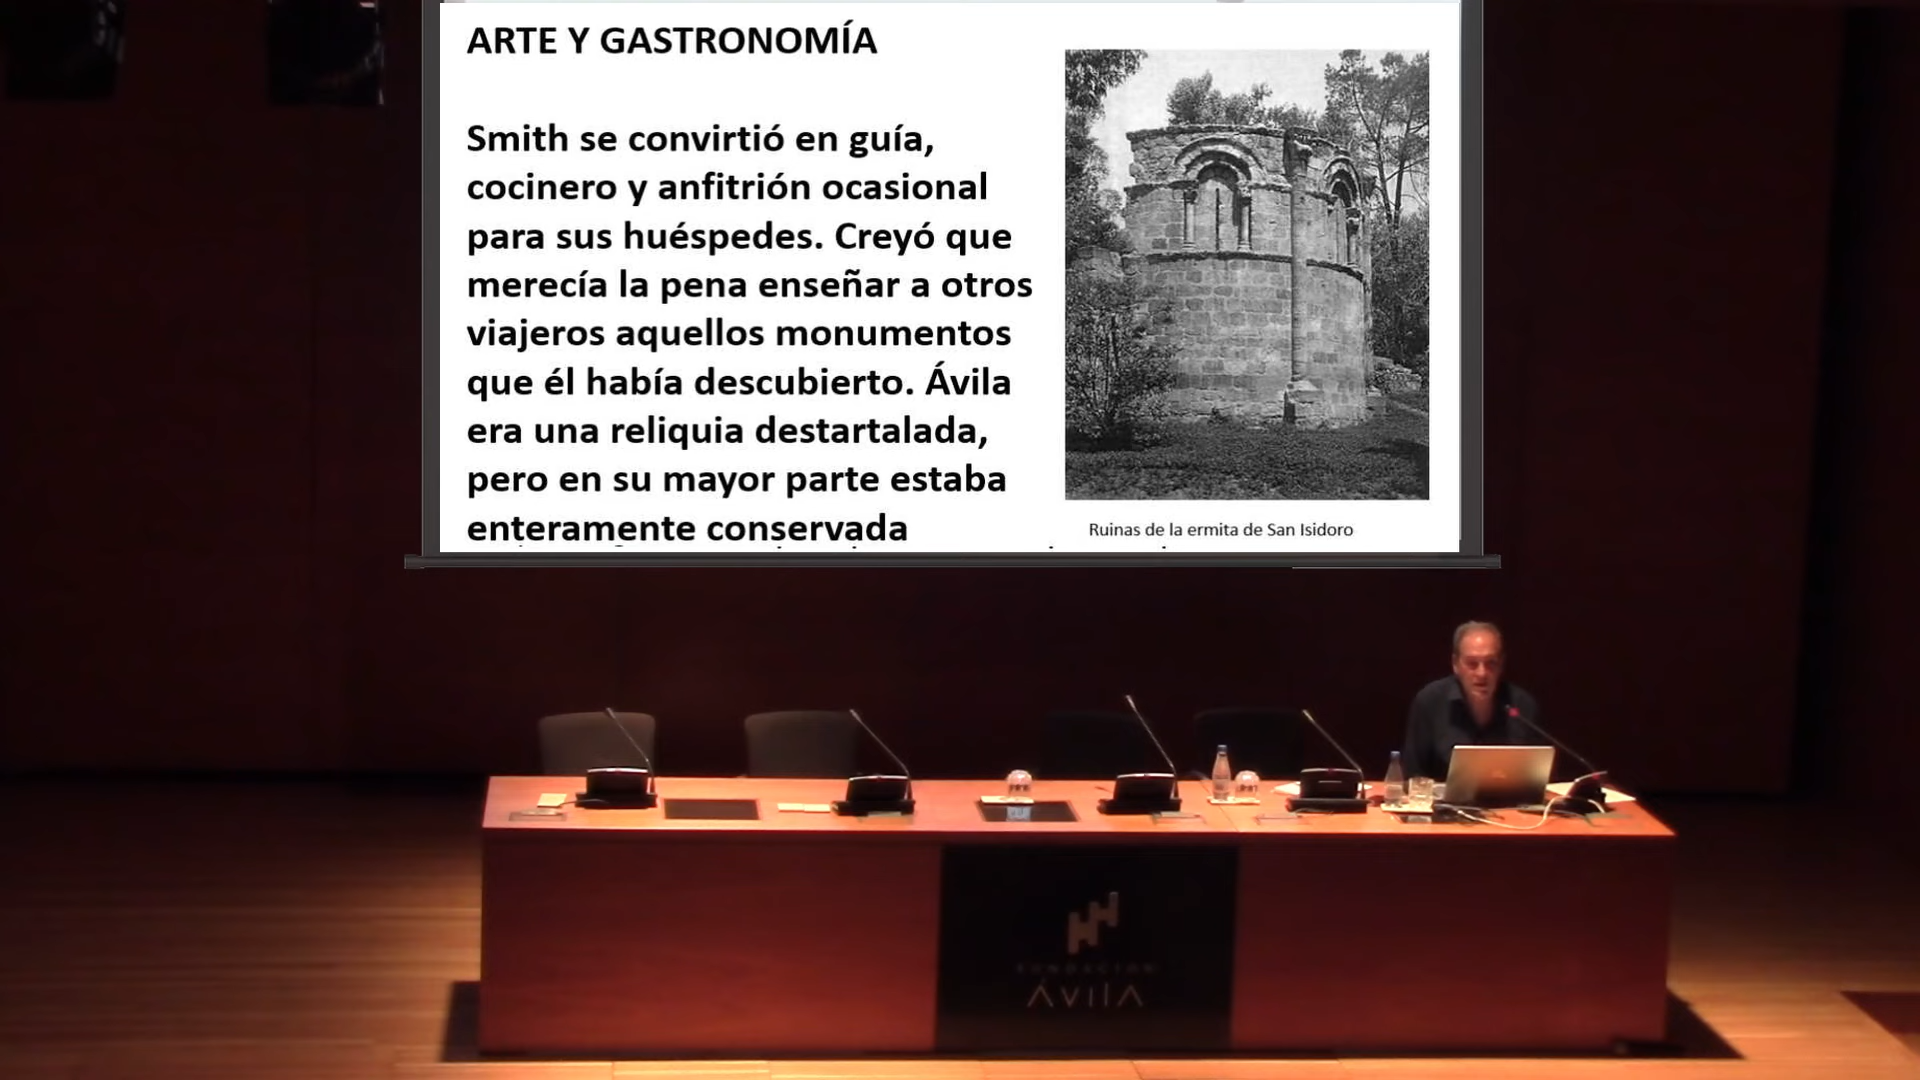 ARTE Y GASTRONOMÍA
Smith se convirtió en guía,
cocinero y anfitrión ocasional
para sus huéspedes. Creyó que
merecía la pena enseñar a otros
viajeros aquellos monumentos
que él había descubierto. Ávila
era una reliquia destartalada,
pero en su mayor parte estaba
enteramente conservada
Ruinas de la ermita de San Isidoro
FUNDACION
ÁVILA